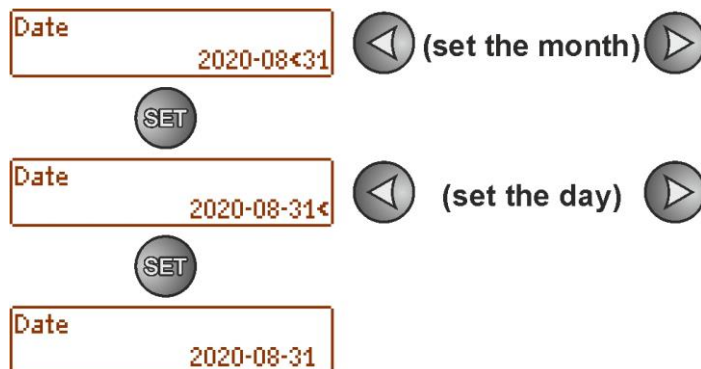 Date
2020-08<31 (set the month)
SET
Date
2020-08-31< (set the day)
SET
Date
2020-08-31